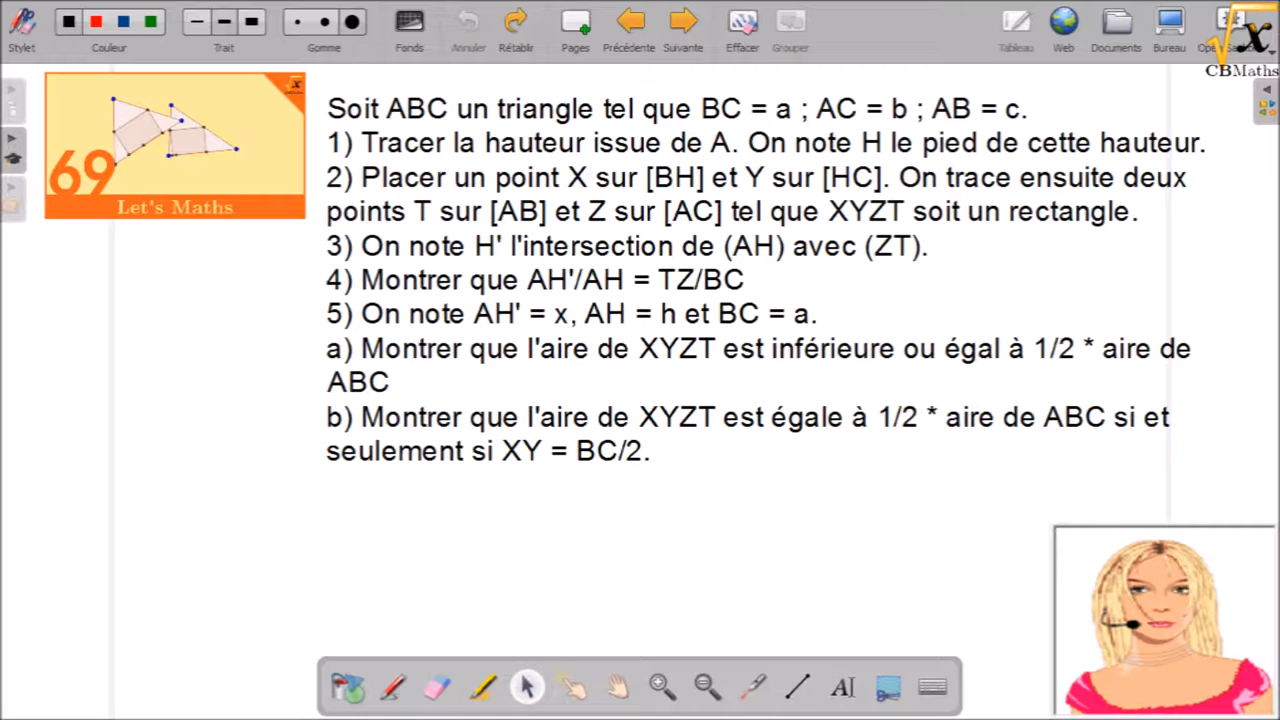 Stylet
Couleur
Trait
Gomme
Fonds
Annuler
Rétablir
Pages
Précédente
Suivante
Effacer
Grouper
Tableau
Web
Documents
Bureau
CBMaths
69
Let's Maths
Soit ABC un triangle tel que BC = a ; AC = b ; AB = c.
1) Tracer la hauteur issue de A. On note H le pied de cette hauteur.
2) Placer un point X sur [BH] et Y sur [HC]. On trace ensuite deux
points T sur [AB] et Z sur [AC] tel que XYZT soit un rectangle.
3) On note H' l'intersection de (AH) avec (ZT).
4) Montrer que AH'/AH = TZ/BC
5) On note AH' = x, AH = h et BC = a.
a) Montrer que l'aire de XYZT est inférieure ou égal à 1/2 * aire de
ABC
b) Montrer que l'aire de XYZT est égale à 1/2 * aire de ABC si et
seulement si XY = BC/2.